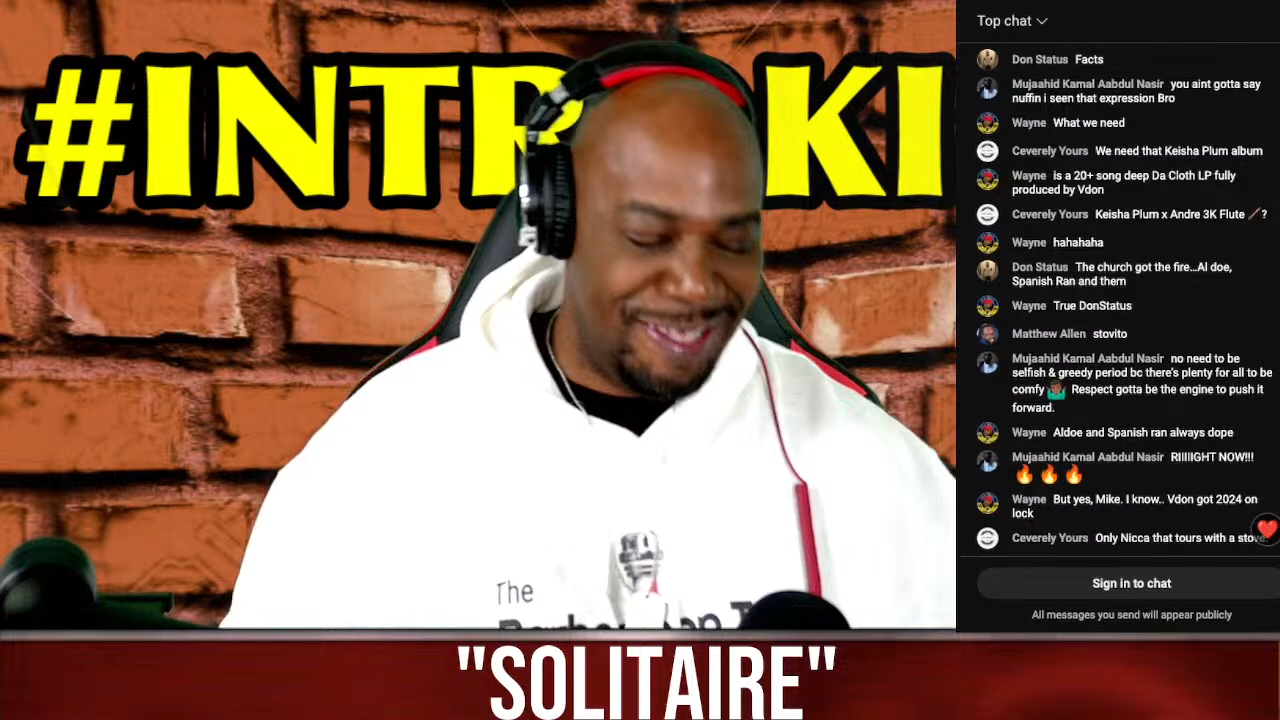 #INTR KI
The
"SOLITAIRE"
Top chat
Don Status Facts
Mujaahid Kamal Aabdul Nasir you aint gotta say
nuffin i seen that expression Bro
Wayne What we need
Ceverely Yours We need that Keisha Plum album
Wayne is a 20+ song deep Da Cloth LP fully
produced by Vdon
Ceverely Yours Keisha Plum x Andre 3K Flute 🪈?
Wayne hahahaha
Don Status The church got the fire...Al doe,
Spanish Ran and them
Wayne True DonStatus
Matthew Allen stovito
Mujaahid Kamal Aabdul Nasir no need to be
selfish & greedy period bc there's plenty for all to be
comfy🤷🏾‍♂️ Respect gotta be the engine to push it
forward.
Wayne Aldoe and Spanish ran always dope
Mujaahid Kamal Aabdul Nasir RIIIIIGHT NOW!!!
🔥🔥🔥
Wayne But yes, Mike. I know.. Vdon got 2024 on
lock
Ceverely Yours Only Nicca that tours with a stove
Sign in to chat
All messages you send will appear publicly